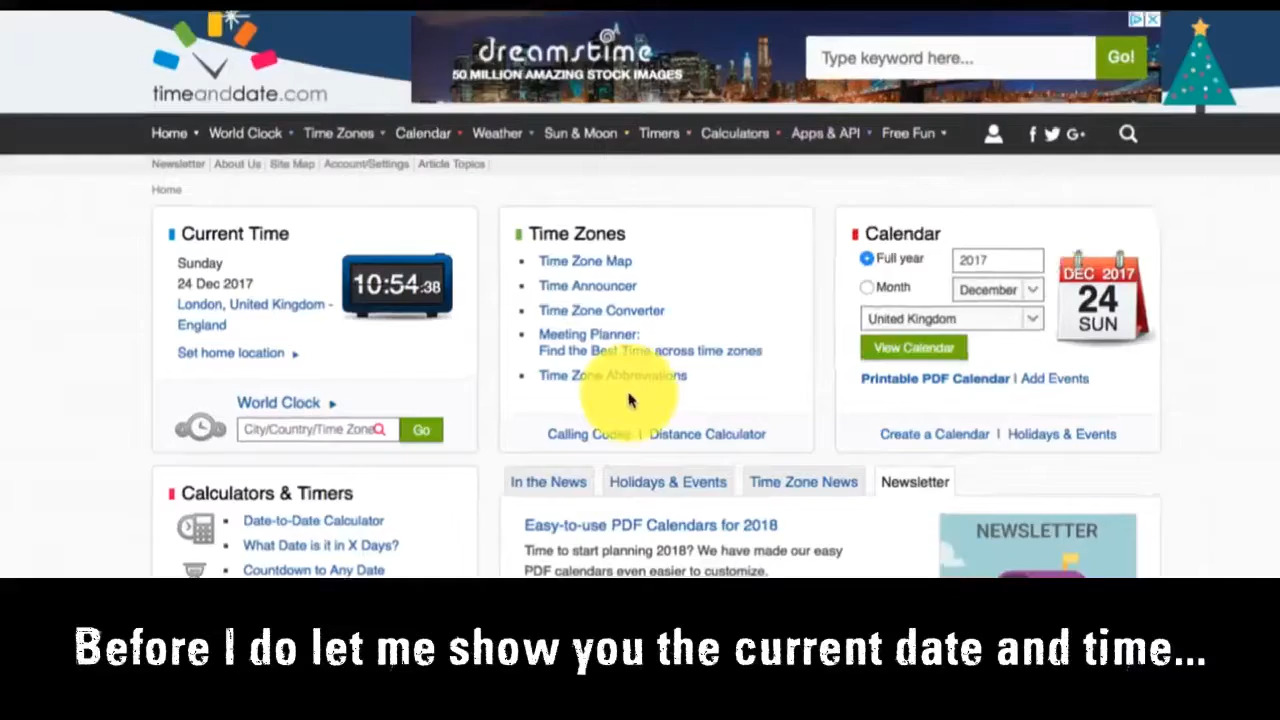 timeanddate.com
dreamstime
50 MILLION AMAZING STOCK IMAGES
Type keyword here...
Go!
Home
World Clock
Time Zones
Calendar
Weather
Sun & Moon
Timers
Calculators
Apps & API
Free Fun
Newsletter | About Us | Site Map | Account/Settings | Article Topics
Home
Current Time
Sunday
24 Dec 2017
London, United Kingdom -
England
10:54.38
Set home location
World Clock
City/Country/Time Zone
Go
Time Zones
Time Zone Map
Time Announcer
Time Zone Converter
Meeting Planner:
Find the Best Time across time zones
Time Zone Abbreviations
Calling Codes | Distance Calculator
Calendar
Full year
2017
Month
December
United Kingdom
View Calendar
DEC 2017
24
SUN
Printable PDF Calendar | Add Events
Create a Calendar | Holidays & Events
Calculators & Timers
Date-to-Date Calculator
What Date is it in X Days?
Countdown to Any Date
In the News
Holidays & Events
Time Zone News
Newsletter
Easy-to-use PDF Calendars for 2018
Time to start planning 2018? We have made our easy
PDF calendars even easier to customize.
NEWSLETTER
Before I do let me show you the current date and time...